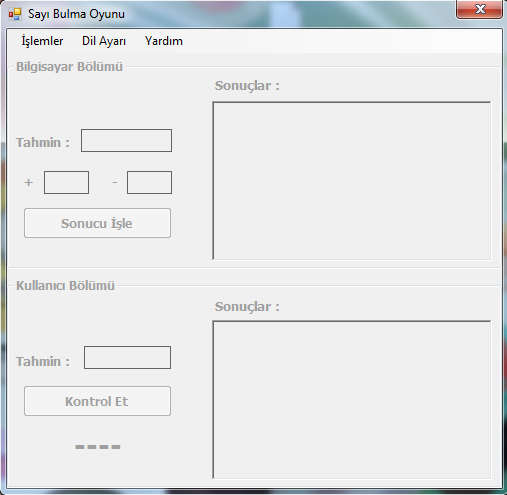 Sayı Bulma Oyunu
İşlemler Dil Ayarı Yardım
Bilgisayar Bölümü
Sonuçlar :
Tahmin :
+ -
Sonucu İşle
Kullanıcı Bölümü
Sonuçlar :
Tahmin :
Kontrol Et
----